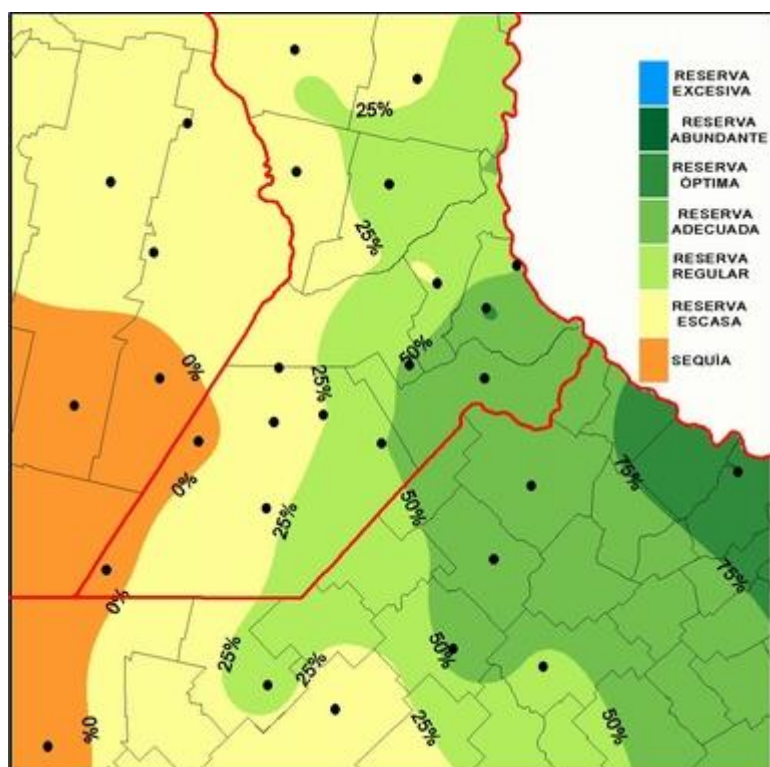 RESERVA
EXCESIVA
RESERVA
ABUNDANTE
RESERVA
ÓPTIMA
RESERVA
ADECUADA
RESERVA
REGULAR
RESERVA
ESCASA
SEQUÌA
25%
25%
50%
0%
25%
0%
25%
50%
75%
75%
0%
25%
25%
50%
0%
25%
50%